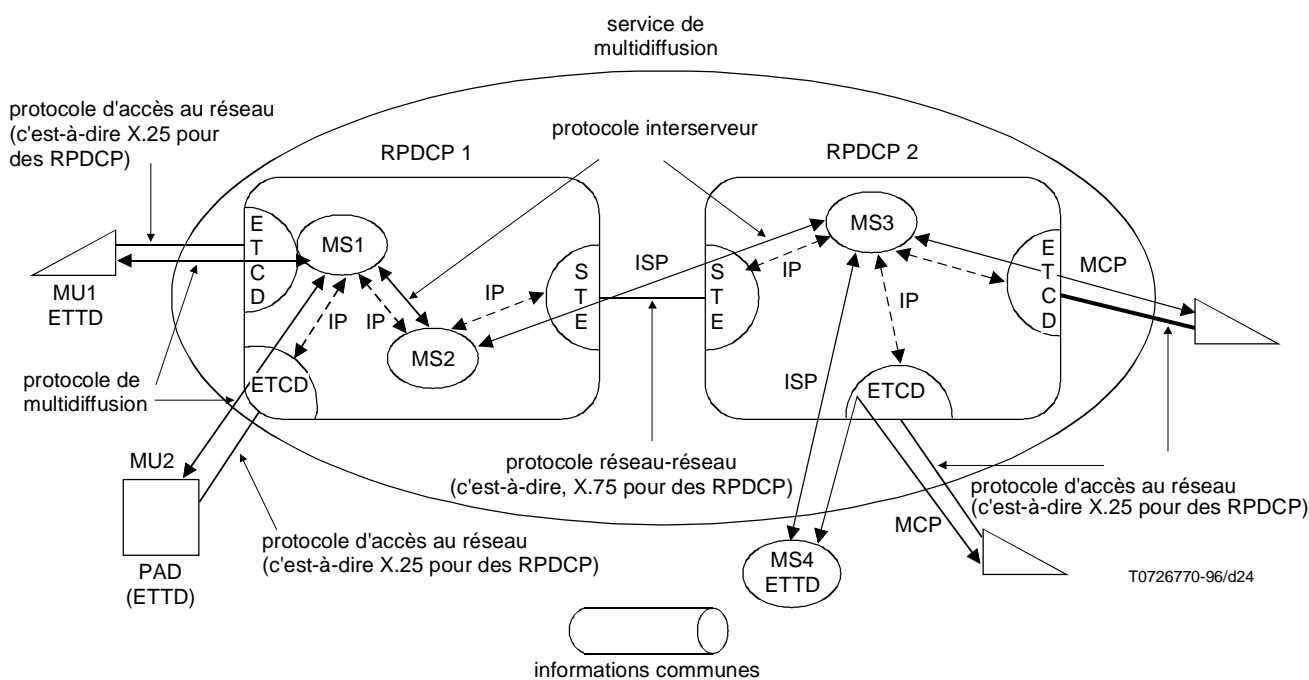 service de
multidiffusion
protocole d'accès au réseau
(c'est-à-dire X.25 pour
des RPDCP)
protocole interserveur
RPDCP 1
RPDCP 2
E
T
C
D
MS1
MS3
E
T
C
D
MCP
MU1
ETTD
IP
IP
MS2
IP
S
T
E
ISP
S
T
E
IP
IP
protocole de
multidiffusion
ETCD
ISP
ETCD
MU2
PAD
(ETTD)
protocole réseau-réseau
(c'est-à-dire, X.75 pour des RPDCP)
protocole d'accès au réseau
(c'est-à-dire X.25 pour des RPDCP)
protocole d'accès au réseau
(c'est-à-dire X.25 pour des RPDCP)
MCP
MS4
ETTD
T0726770-96/d24
informations communes